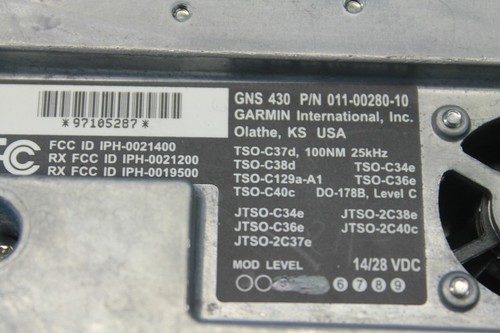 GNS 430 P/N 011-00280-10
GARMIN International, Inc.
Olathe, KS USA
*97105287*
FC
FCC ID IPH-0021400
RX FCC ID IPH-0021200
RX FCC ID IPH-0019500
TSO-C37d, 100NM 25kHz
TSO-C38d TSO-C34e
TSO-C129a-A1 TSO-C36e
TSO-C40c DO-178B, Level C
JTSO-C34e JTSO-2C38e
JTSO-C36e JTSO-2C40c
JTSO-2C37e
MOD LEVEL 14/28 VDC
6 7 8 9